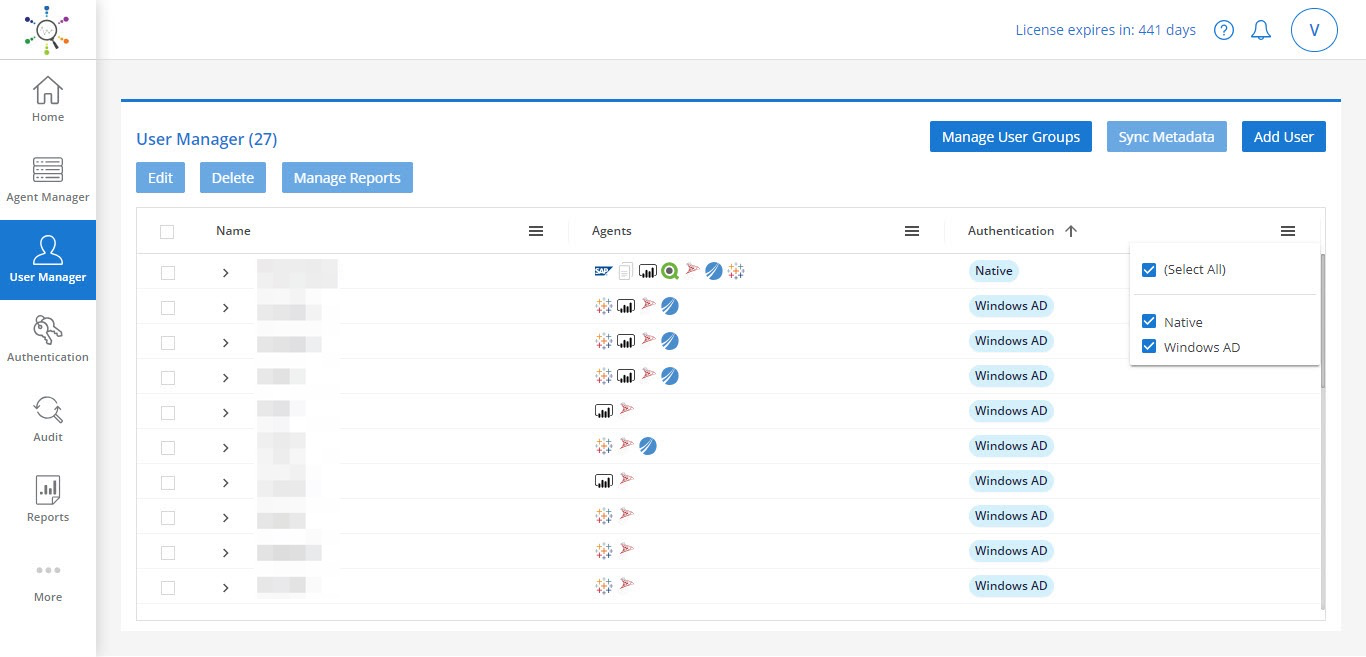 License expires in: 441 days
?
V
Home
Agent Manager
User Manager
Authentication
Audit
Reports
More
User Manager (27)
Manage User Groups
Sync Metadata
Add User
Edit
Delete
Manage Reports
Name
Agents
Authentication
SAP
Native
Windows AD
Windows AD
Windows AD
Windows AD
Windows AD
Windows AD
Windows AD
Windows AD
Windows AD
(Select All)
Native
Windows AD